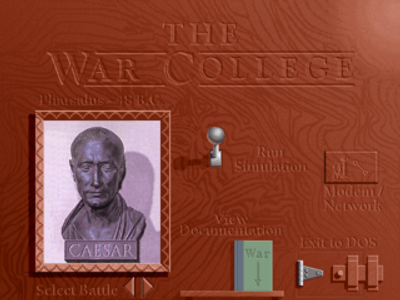 THE
WAR COLLEGE
Pharsalus - 48 B.C.
Run
Simulation
Modem /
Network
CAESAR
View
Documentation
War
Exit to DOS
Select Battle